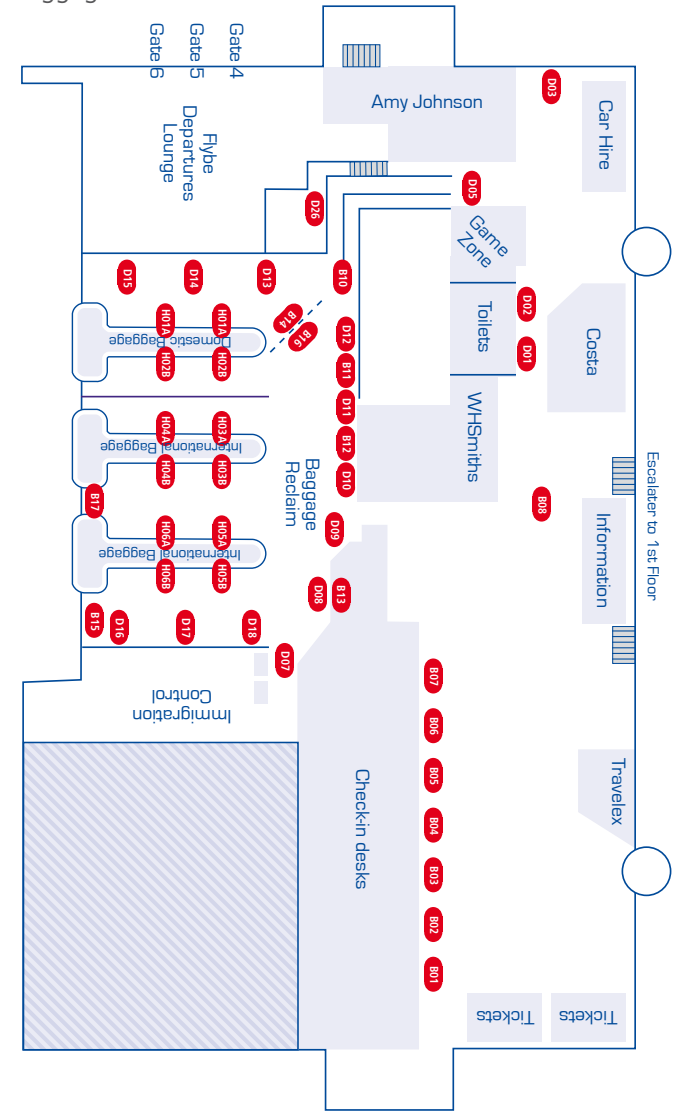 Gate 4
Gate 5
Gate 6
Flybe
Departures
Lounge
Amy Johnson
D03
Car Hire
D05
D26
Game
Zone
D15
D14
D13
B10
H01A
H01A
Domestic Baggage
H02B
H02B
B14
B16
D12
B11
D11
B12
D10
Toilets
D02
D01
Costa
WHSmiths
H04A
H03A
International Baggage
H04B
H03B
B17
Baggage
Reclaim
D09
B08
Escalater to 1st Floor
Information
H06A
H05A
International Baggage
H06B
H05B
D08
B13
B15
D16
D17
D18
D07
Immigration
Control
B07
B06
B05
B04
B03
B02
B01
Check-in desks
Travelex
Tickets
Tickets